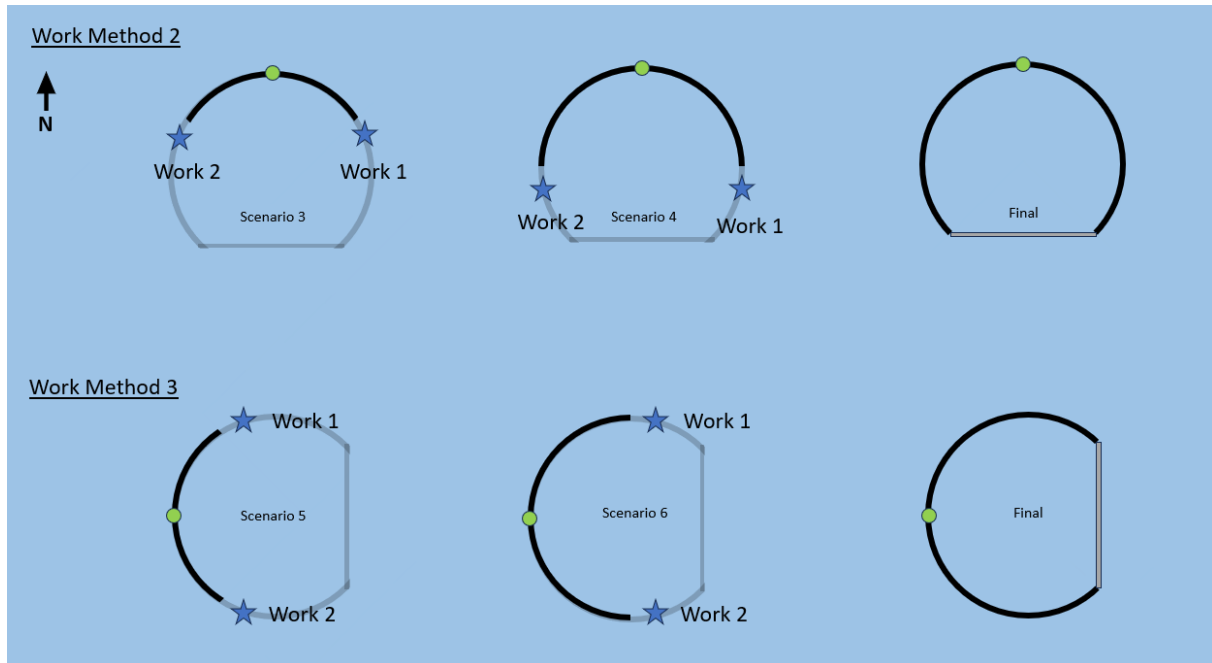 Work Method 2
N
Work 2
Work 1
Scenario 3
Work 2
Scenario 4
Work 1
Final
Work Method 3
Work 1
Scenario 5
Work 2
Work 1
Scenario 6
Work 2
Final